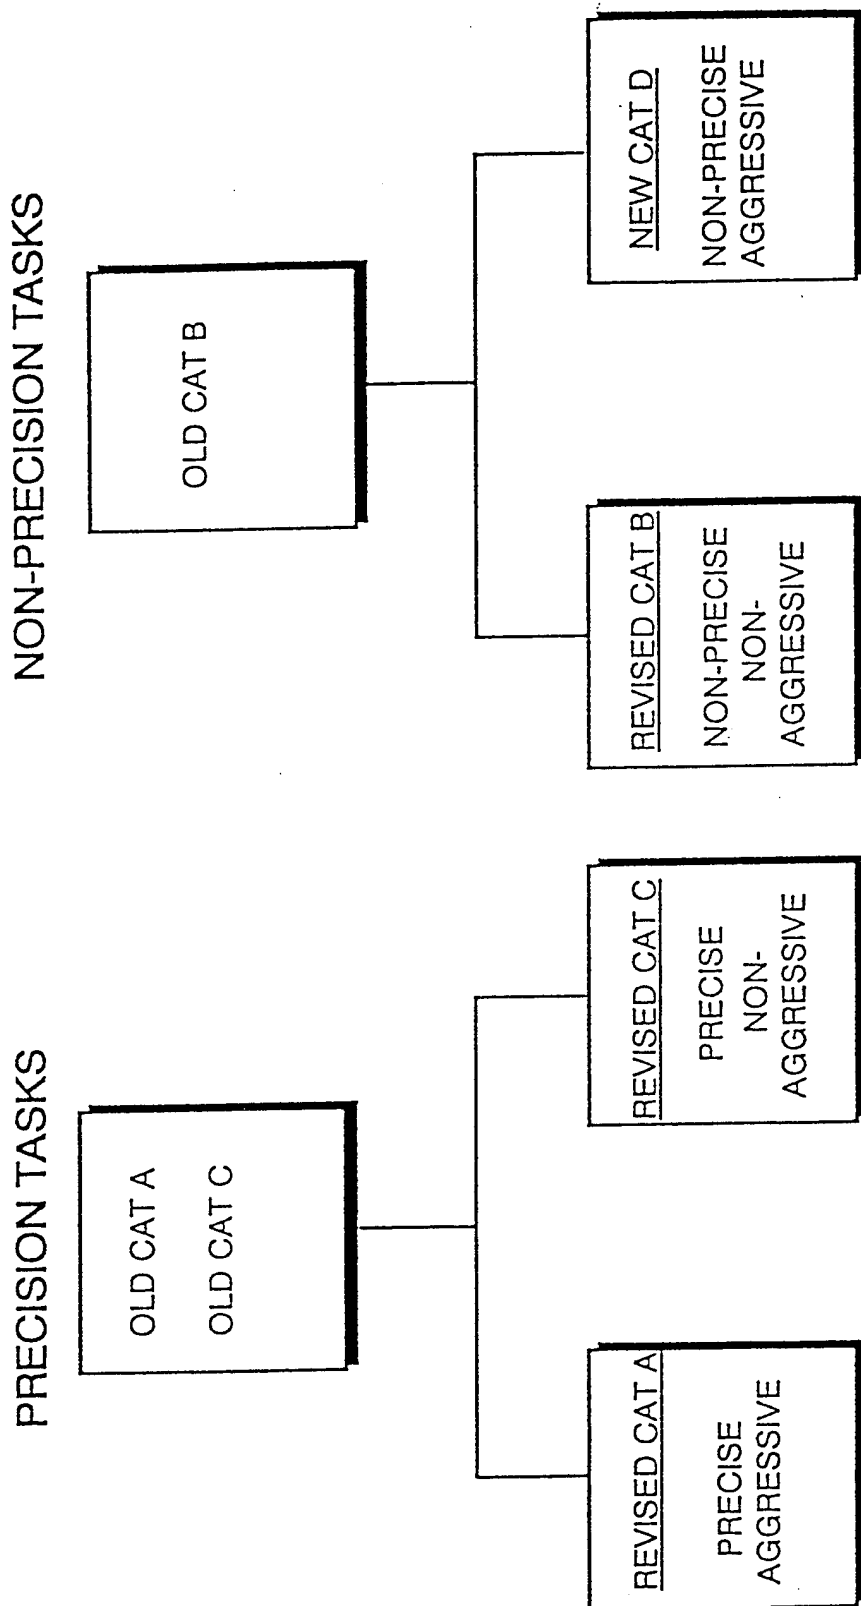 PRECISION TASKS
OLD CAT A
OLD CAT C
REVISED CAT A
PRECISE
AGGRESSIVE
REVISED CAT C
PRECISE
NON-
AGGRESSIVE
NON-PRECISION TASKS
OLD CAT B
REVISED CAT B
NON-PRECISE
NON-
AGGRESSIVE
NEW CAT D
NON-PRECISE
AGGRESSIVE